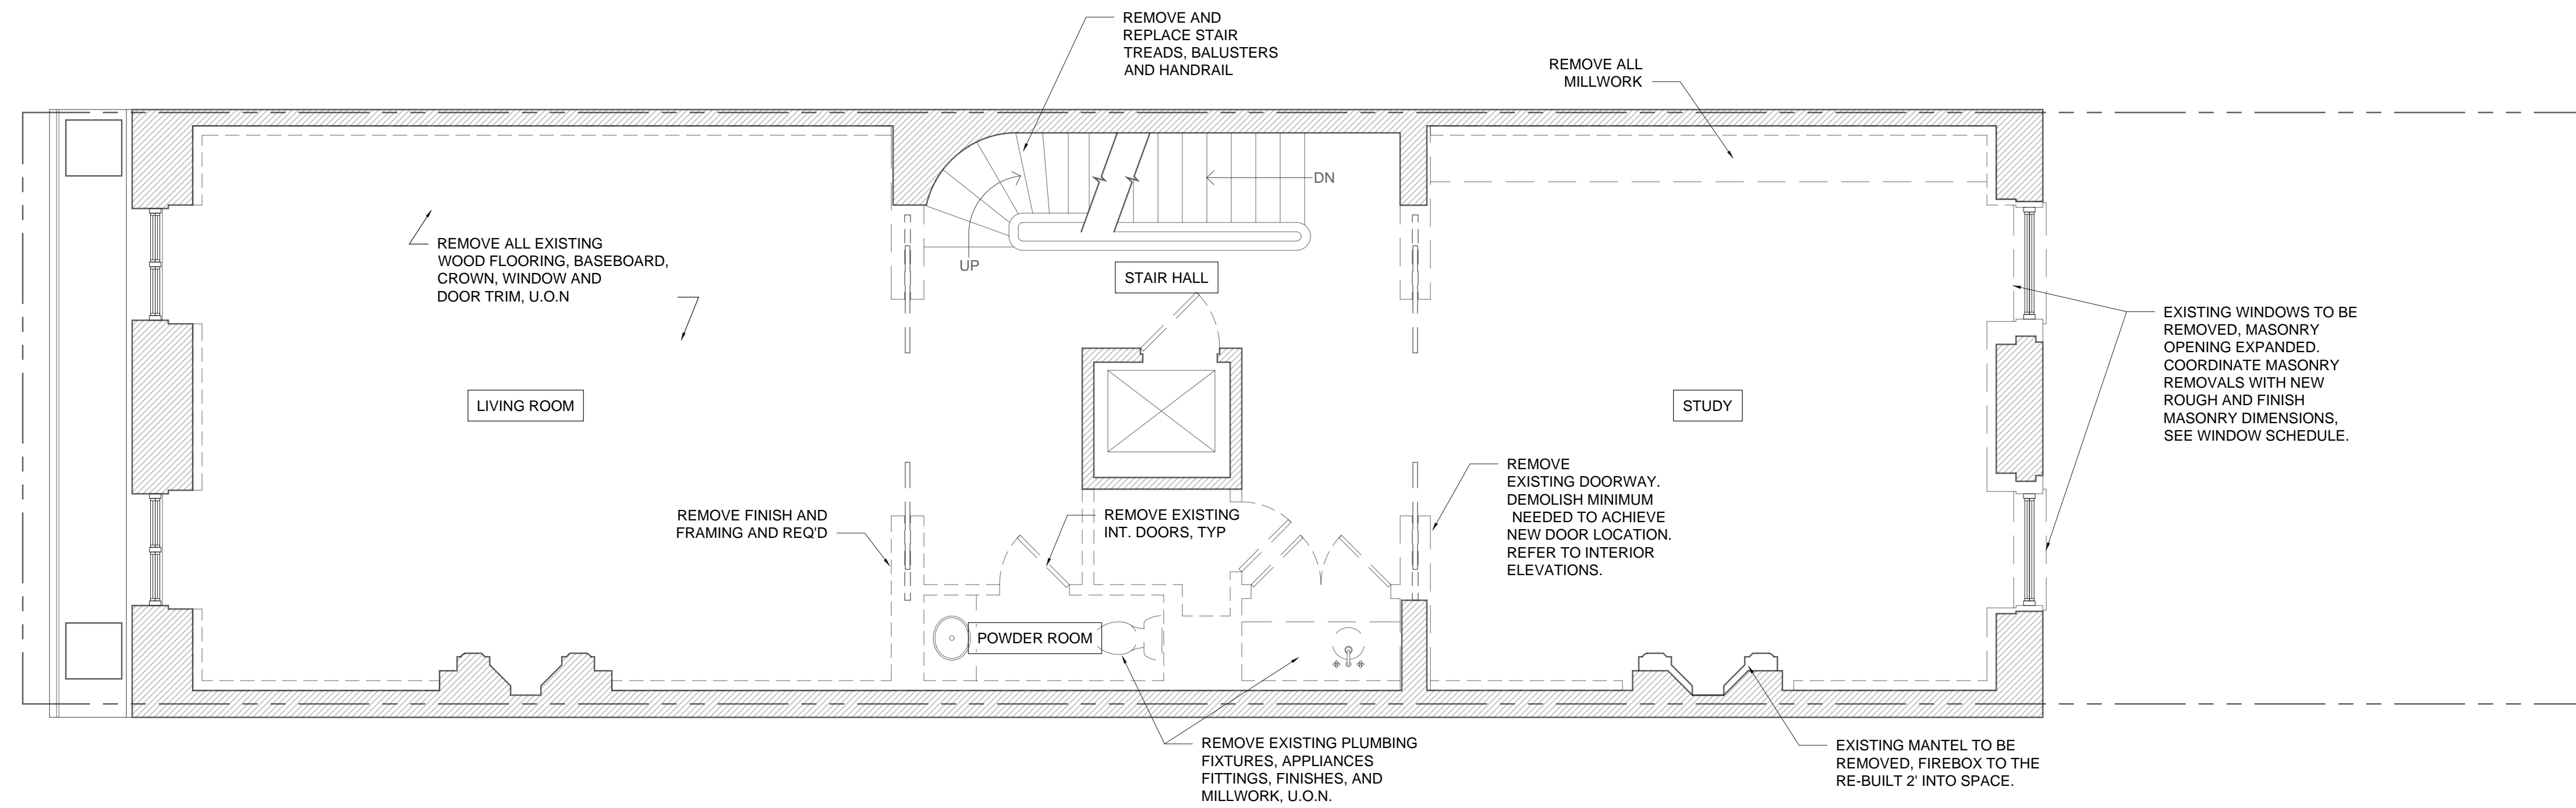 REMOVE AND
REPLACE STAIR
TREADS, BALUSTERS
AND HANDRAIL
REMOVE ALL
MILLWORK
DN
REMOVE ALL EXISTING
WOOD FLOORING, BASEBOARD,
CROWN, WINDOW AND
DOOR TRIM, U.O.N
UP
STAIR HALL
EXISTING WINDOWS TO BE
REMOVED, MASONRY
OPENING EXPANDED.
COORDINATE MASONRY
REMOVALS WITH NEW
ROUGH AND FINISH
MASONRY DIMENSIONS,
SEE WINDOW SCHEDULE.
LIVING ROOM
STUDY
REMOVE FINISH AND
FRAMING AND REQ'D
REMOVE EXISTING
INT. DOORS, TYP
REMOVE
EXISTING DOORWAY.
DEMOLISH MINIMUM
NEEDED TO ACHIEVE
NEW DOOR LOCATION.
REFER TO INTERIOR
ELEVATIONS.
POWDER ROOM
REMOVE EXISTING PLUMBING
FIXTURES, APPLIANCES
FITTINGS, FINISHES, AND
MILLWORK, U.O.N.
EXISTING MANTEL TO BE
REMOVED, FIREBOX TO THE
RE-BUILT 2' INTO SPACE.